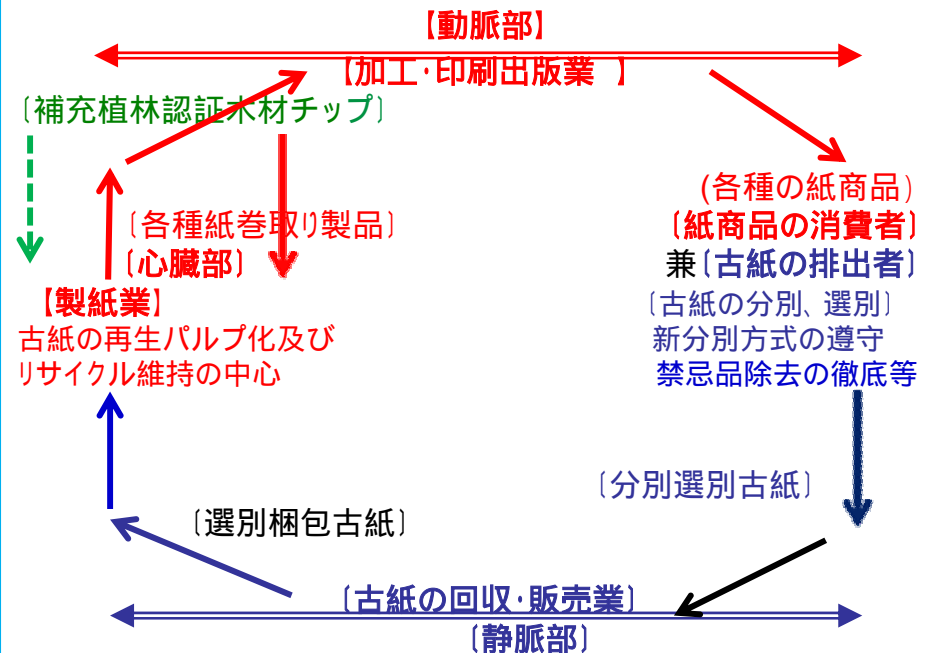 【動脈部】
【加工・印刷出版業 】
〔補充植林認証木材チップ〕
(各種の紙商品)
〔各種紙巻取り製品〕
〔紙商品の消費者〕
〔心臓部〕
兼〔古紙の排出者〕
【製紙業】
〔古紙の分別、選別〕
古紙の再生パルプ化及び
新分別方式の遵守
リサイクル維持の中心
禁忌品除去の徹底等
〔分別選別古紙〕
〔選別梱包古紙〕
〔古紙の回収・販売業〕
〔静脈部〕